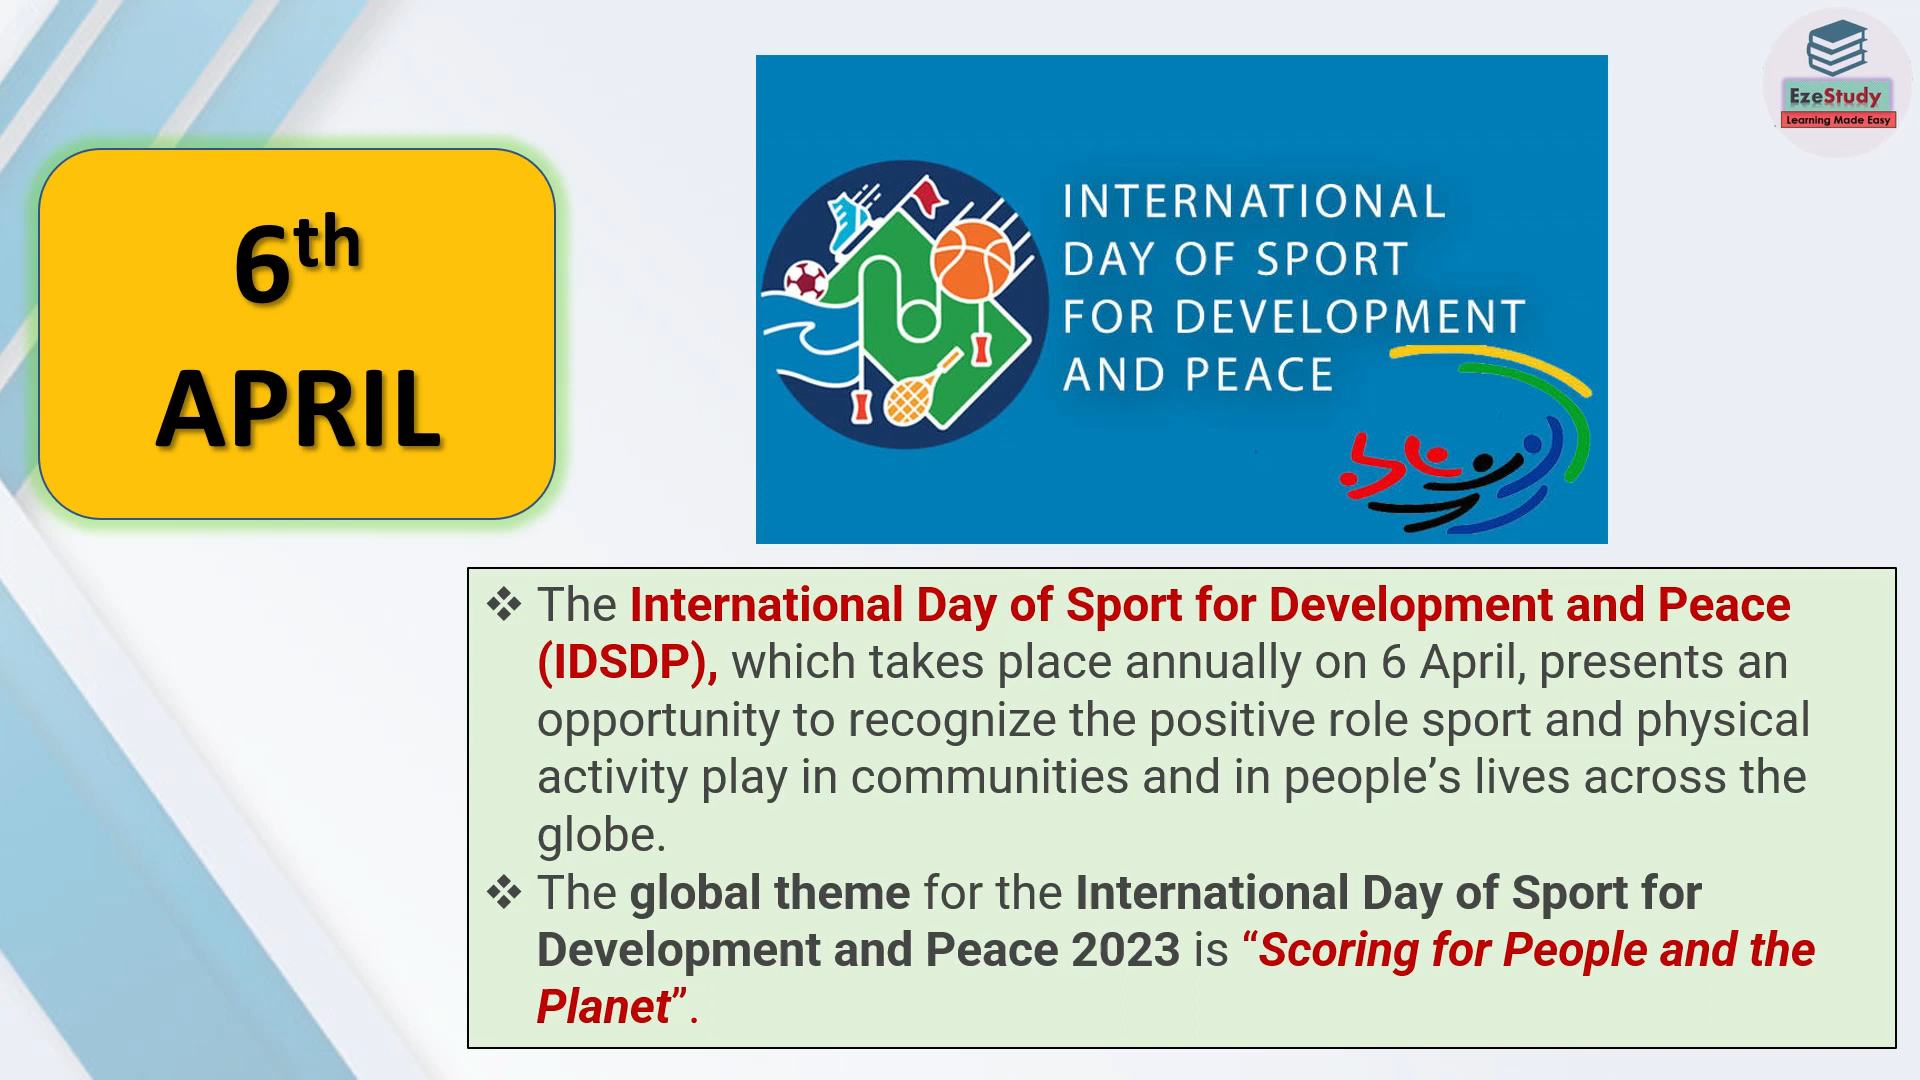 EzeStudy
Learning Made Easy
6th
APRIL
INTERNATIONAL
DAY OF SPORT
FOR DEVELOPMENT
AND PEACE
❖ The International Day of Sport for Development and Peace
(IDSDP), which takes place annually on 6 April, presents an
opportunity to recognize the positive role sport and physical
activity play in communities and in people’s lives across the
globe.
❖ The global theme for the International Day of Sport for
Development and Peace 2023 is “Scoring for People and the
Planet”.